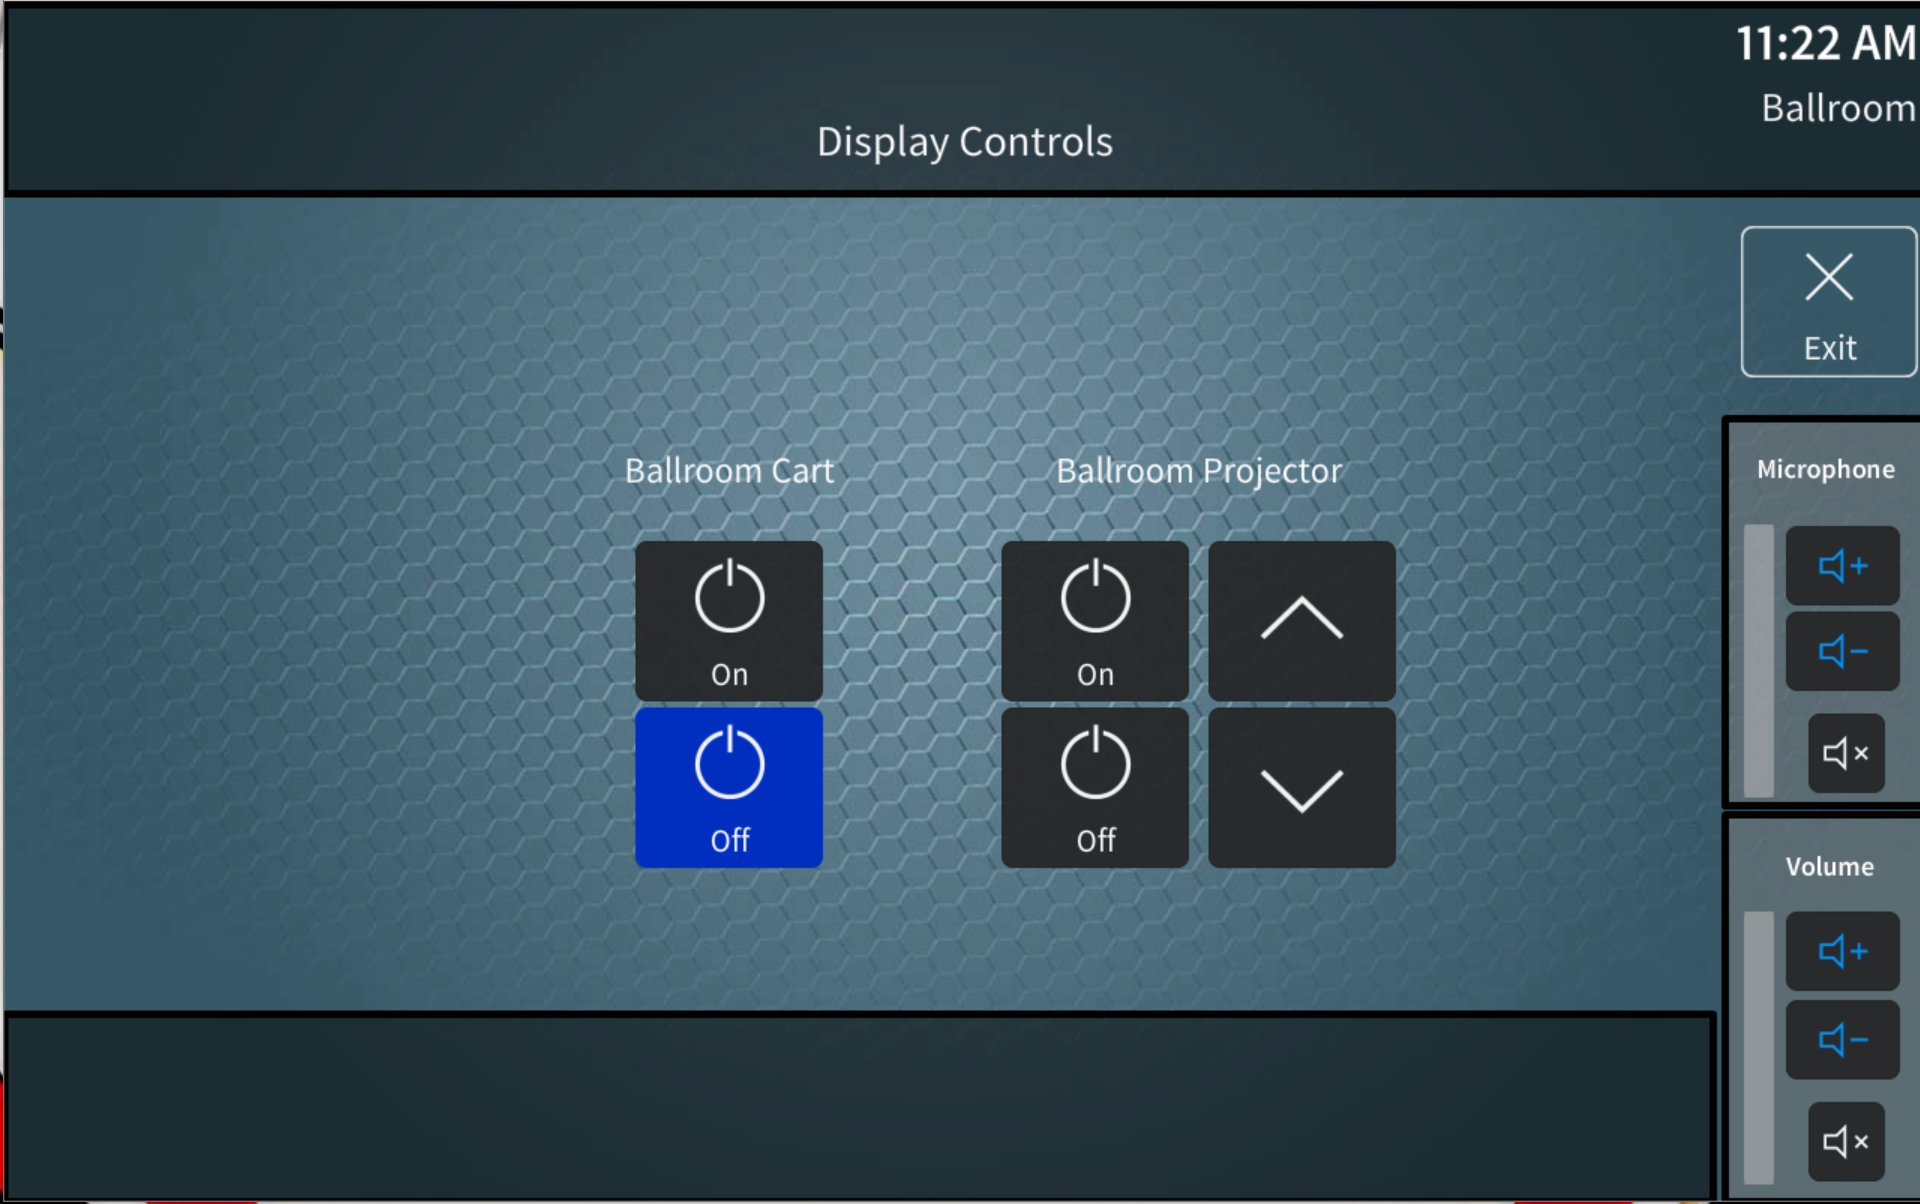 11:22 AM
Ballroom
Display Controls
Exit
Ballroom Cart
Ballroom Projector
Microphone
On
On
Off
Off
Volume